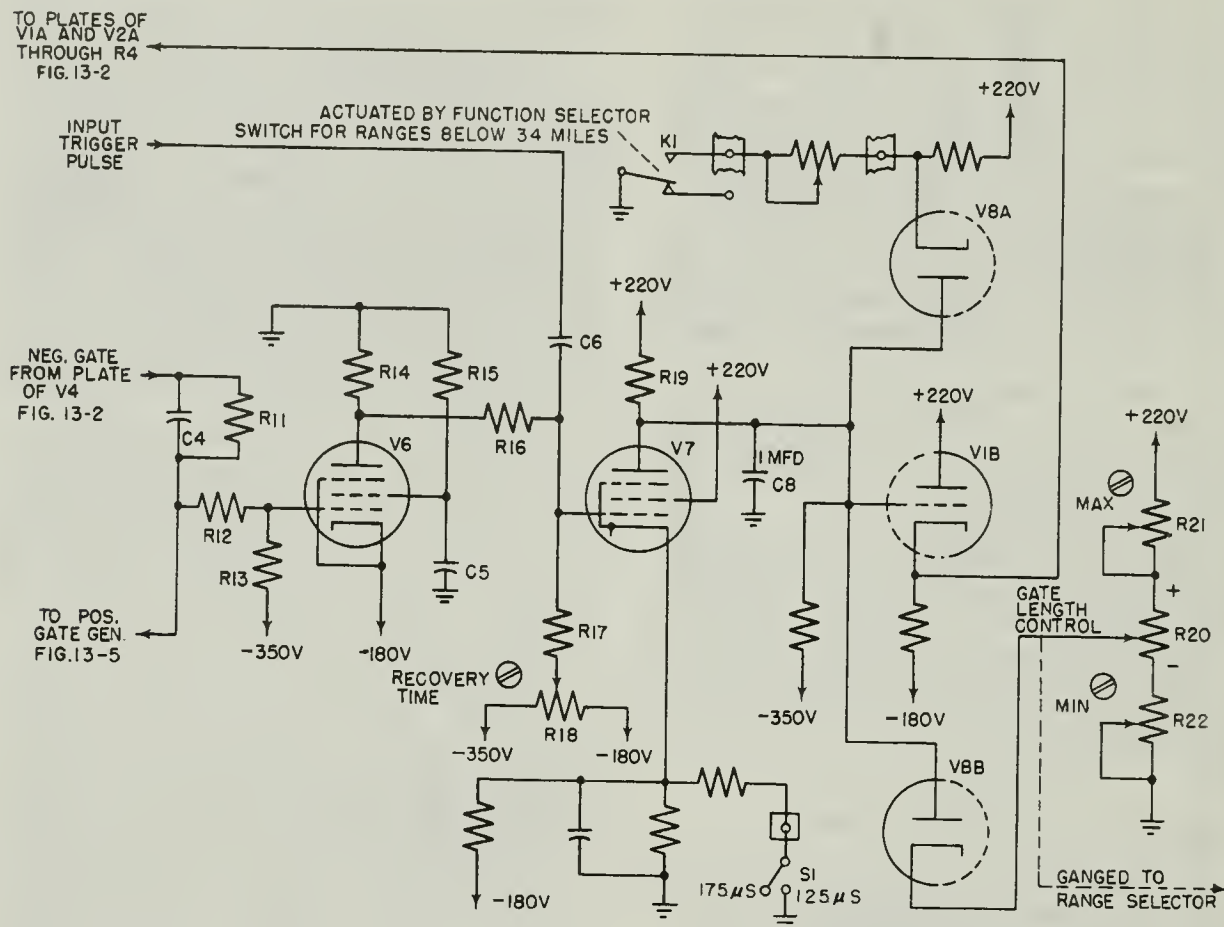 TO PLATES OF
V1A AND V2A
THROUGH R4
FIG. 13-2
INPUT
TRIGGER
PULSE
ACTUATED BY FUNCTION SELECTOR
SWITCH FOR RANGES BELOW 34 MILES
K1
+220V
V8A
NEG. GATE
FROM PLATE
OF V4
FIG. 13-2
C4
R11
R14
R15
C6
+220V
R19
+220V
R16
V6
V7
1 MFD
C8
+220V
V1B
+220V
MAX
R21
R12
R13
C5
TO POS.
GATE GEN.
FIG. 13-5
-350V
-180V
R17
RECOVERY
TIME
R18
-350V
-180V
-350V
-180V
GATE
LENGTH
CONTROL
+
R20
-
MIN
R22
V8B
-180V
S1
175μS
125μS
GANGED TO
RANGE SELECTOR